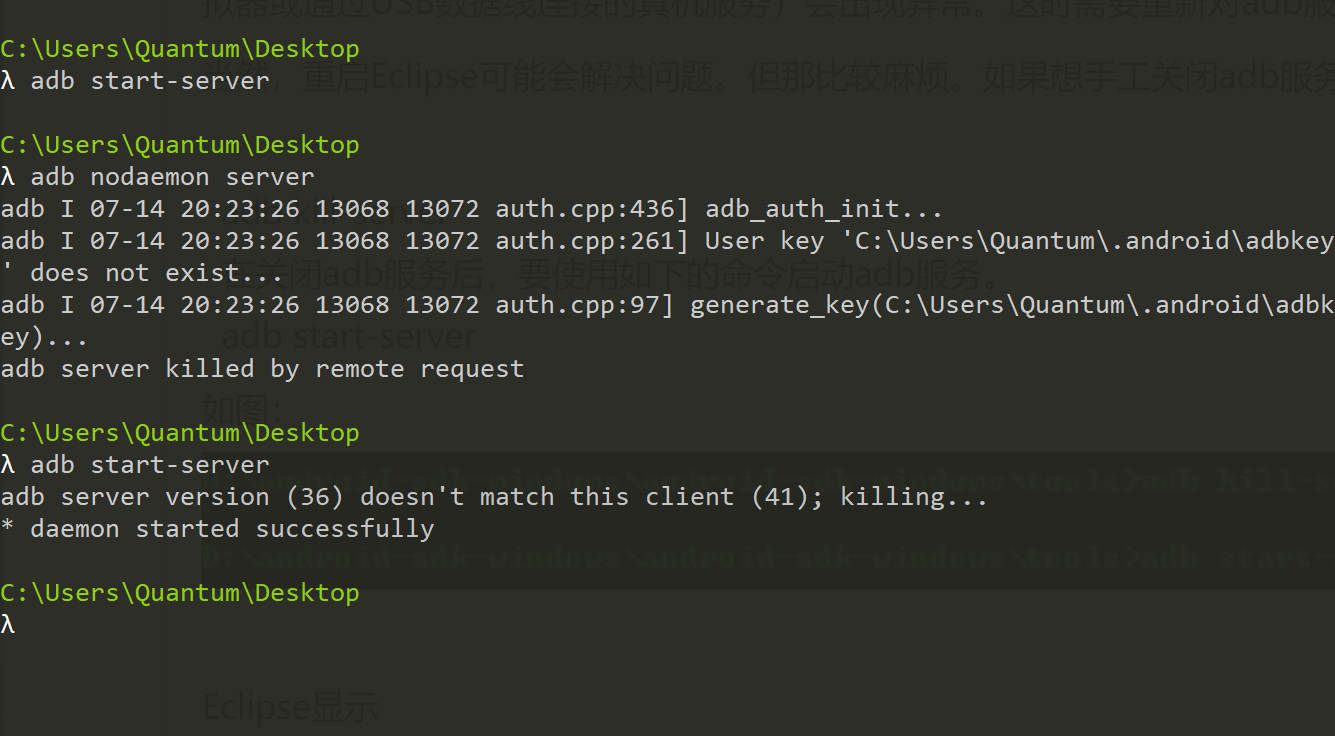 拟器或通过USB数据线连接的真机服务）会出现异常。这时需要重新对adb服
C:\Users\Quantum\Desktop
λ adb start-server
重启Eclipse可能会解决问题。但那比较麻烦。如果想手工关闭adb服务
C:\Users\Quantum\Desktop
λ adb nodaemon server
adb I 07-14 20:23:26 13068 13072 auth.cpp:436] adb_auth_init...
adb I 07-14 20:23:26 13068 13072 auth.cpp:261] User key 'C:\Users\Quantum\.android\adbkey
' does not exist...
在关闭adb服务后，要使用如下的命令启动adb服务。
adb I 07-14 20:23:26 13068 13072 auth.cpp:97] generate_key(C:\Users\Quantum\.android\adbk
ey)...
adb start-server
adb server killed by remote request
如图：
C:\Users\Quantum\Desktop
λ adb start-server
adb server version (36) doesn't match this client (41); killing...
D:\android-sdk-windows\android-sdk-windows\tools>adb kill-s
* daemon started successfully
D:\android-sdk-windows\android-sdk-windows\tools>adb start-
C:\Users\Quantum\Desktop
λ
Eclipse显示